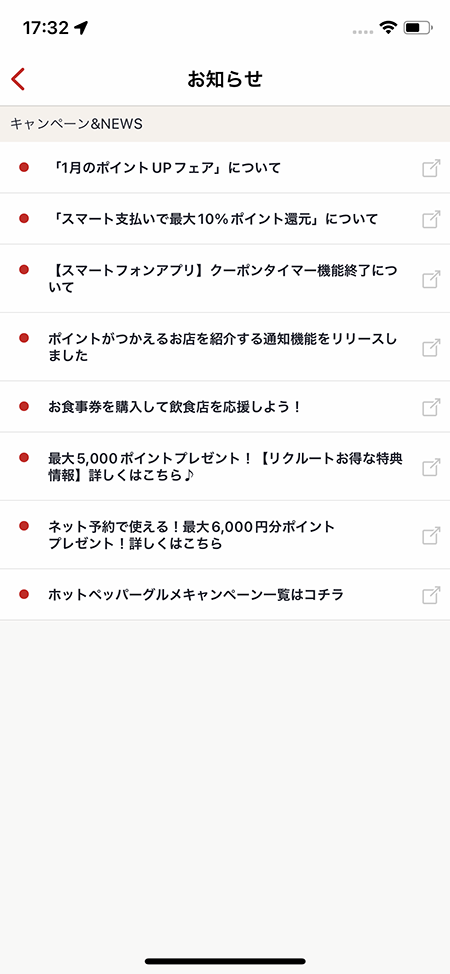 17:32
お知らせ
キャンペーン&NEWS
「1月のポイントUPフェア」について
「スマート支払いで最大10%ポイント還元」について
【スマートフォンアプリ】クーポンタイマー機能終了につ
いて
ポイントがつかえるお店を紹介する通知機能をリリースし
ました
お食事券を購入して飲食店を応援しよう！
最大5,000ポイントプレゼント！【リクルートお得な特典
情報】詳しくはこちら♪
ネット予約で使える！最大6,000円分ポイント
プレゼント！詳しくはこちら
ホットペッパーグルメキャンペーン一覧はコチラ